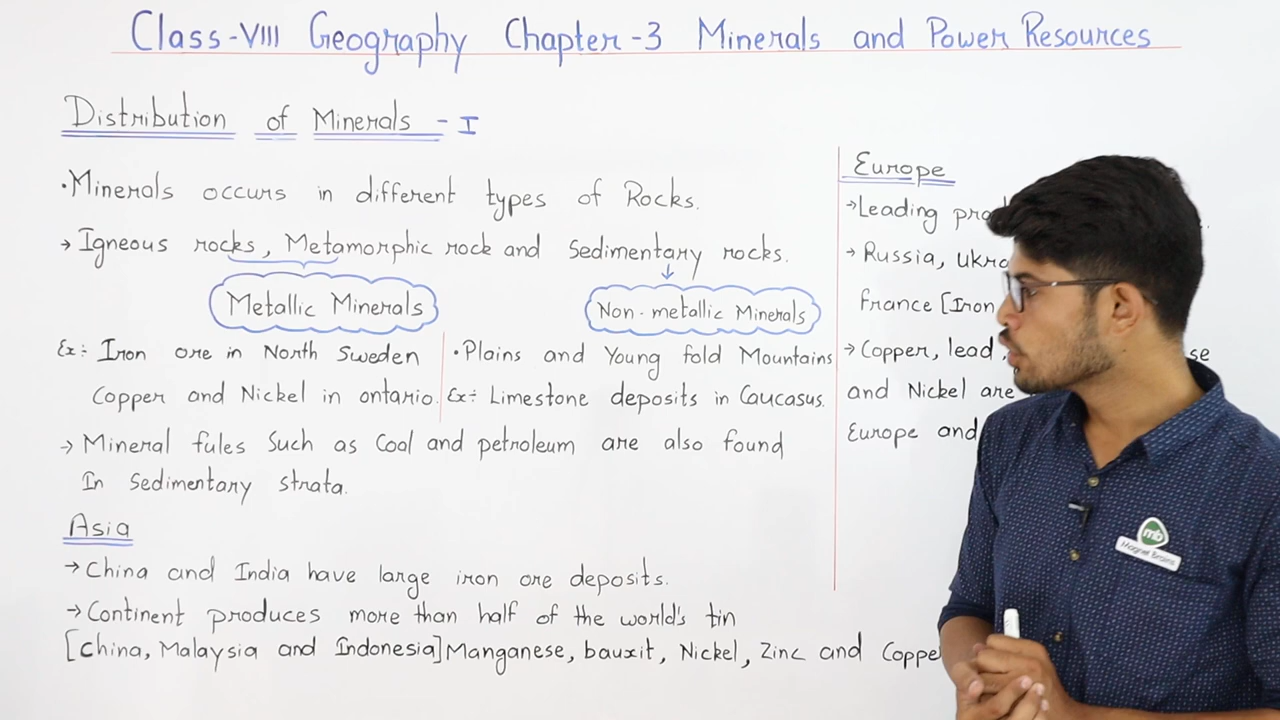 Class-VIII Geography Chapter-3 Minerals and Power Resources
Distribution of Minerals - I
·Minerals occurs in different types of Rocks.
→ Igneous rocks, Metamorphic rock and Sedimentary rocks.
Metallic Minerals
Non-metallic Minerals
Ex:- Iron ore in North Sweden
Copper and Nickel in ontario.
·Plains and Young fold Mountains
Ex:- Limestone deposits in Caucasus.
→ Mineral fules Such as Coal and petroleum are also found
In Sedimentary strata.
Asia
→ China and India have large iron ore deposits.
→ Continent produces more than half of the world's tin
[China, Malaysia and Indonesia] Manganese, bauxit, Nickel, Zinc and Coppe
Europe
→ Leading
→ Russia,
France [Iron
→ Copper, lead,
and Nickel are
Europe and
mb
Magnet Brains